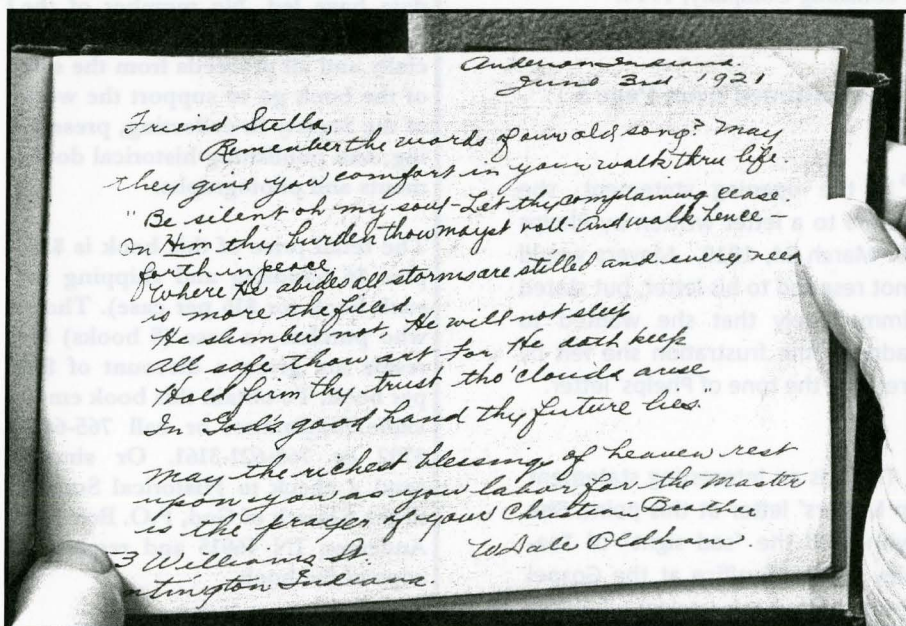 Anderson Indiana.
June 3rd 1921
Friend Stella,
Remember the words of our old song? May
they give you comfort in your walk thru life.
"Be silent oh my soul - Let thy complaining cease
On Him thy burden thou mayst roll - and walk hence -
forth in peace.
Where He abides all storms are stilled and every need
is more the filled.
He slumbers not, He will not sleep
All safe thou art For He doth keep
Hold firm thy trust, tho' clouds arise
In God's good hand thy future lies."
May the richest blessings of heaven rest
upon you as you labor for the Master
is the prayer of your Christian Brother
W. Dale Oldham.
3 William St.
ntington Indiana.